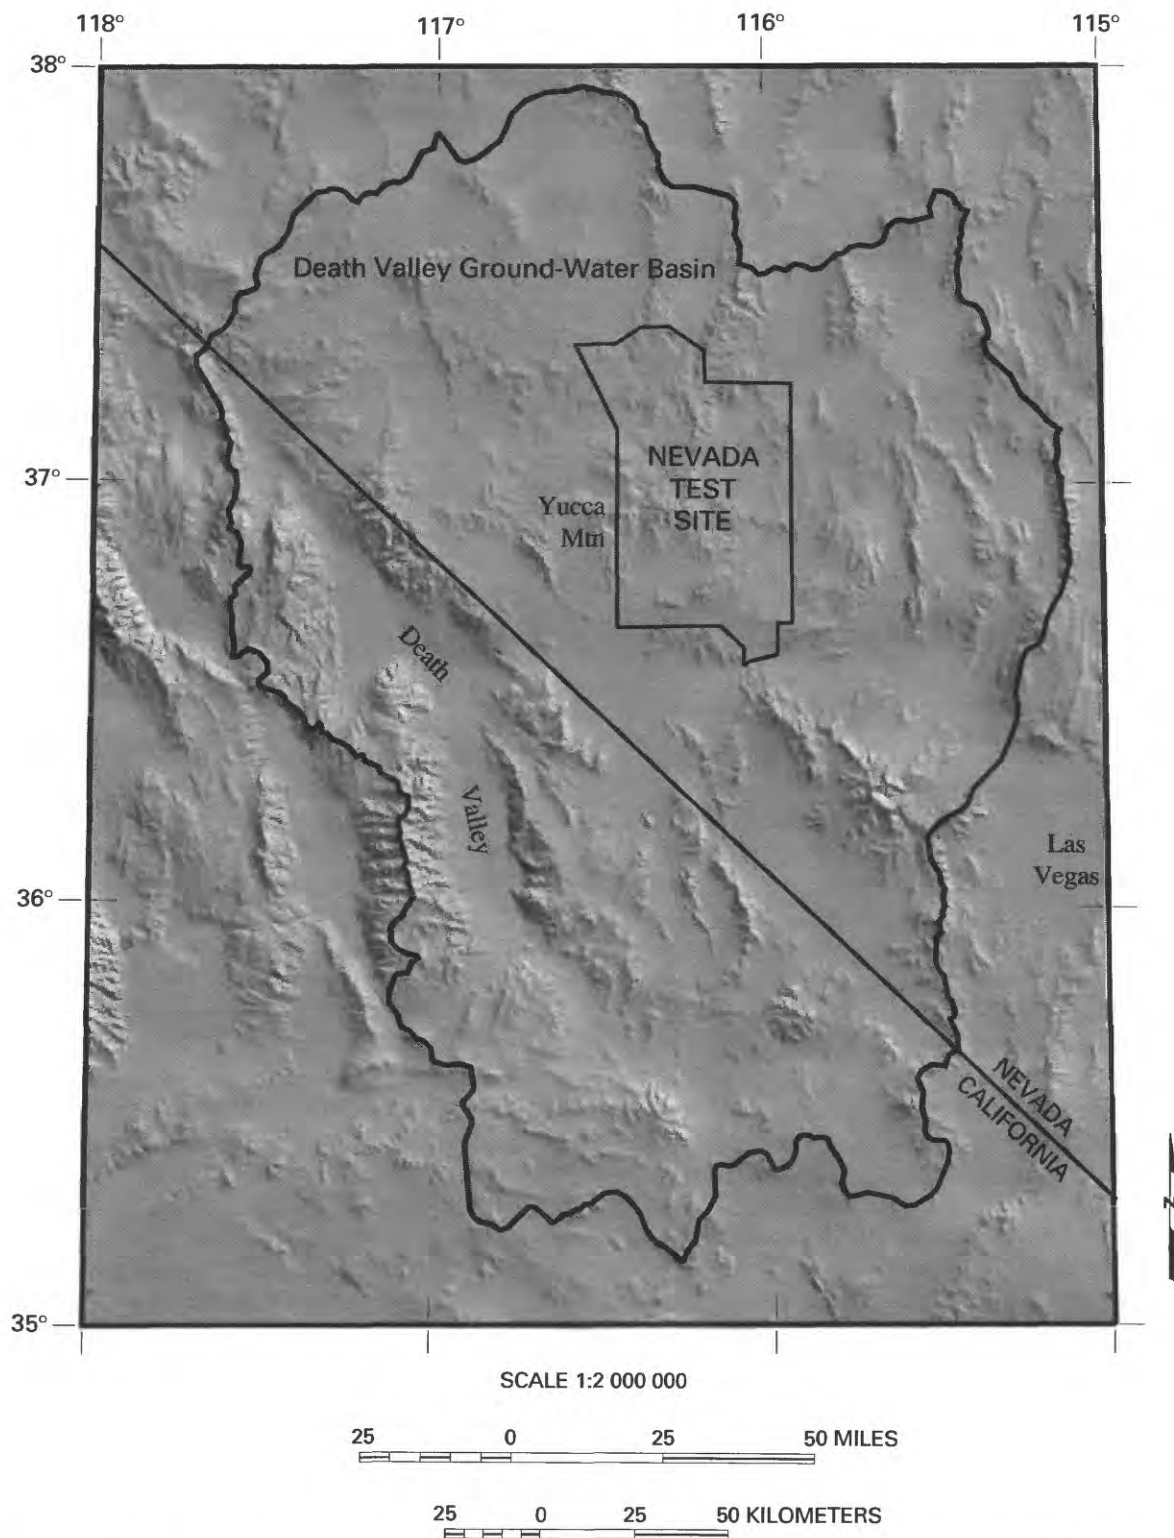 118°
117°
116°
115°
38°
Death Valley Ground-Water Basin
37°
NEVADA
TEST
SITE
Yucca
Mtn
Death
Valley
36°
Las
Vegas
NEVADA
CALIFORNIA
N
35°
SCALE 1:2 000 000
25 0 25 50 MILES
25 0 25 50 KILOMETERS